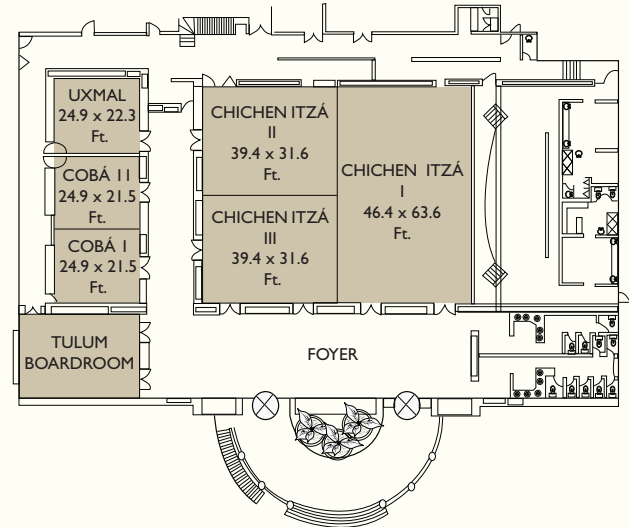 UXMAL
24.9 x 22.3
Ft.
COBÁ 11
24.9 x 21.5
Ft.
COBÁ I
24.9 x 21.5
Ft.
TULUM
BOARDROOM
CHICHEN ITZÁ
II
39.4 x 31.6
Ft.
CHICHEN ITZÁ
III
39.4 x 31.6
Ft.
CHICHEN ITZÁ
I
46.4 x 63.6
Ft.
FOYER